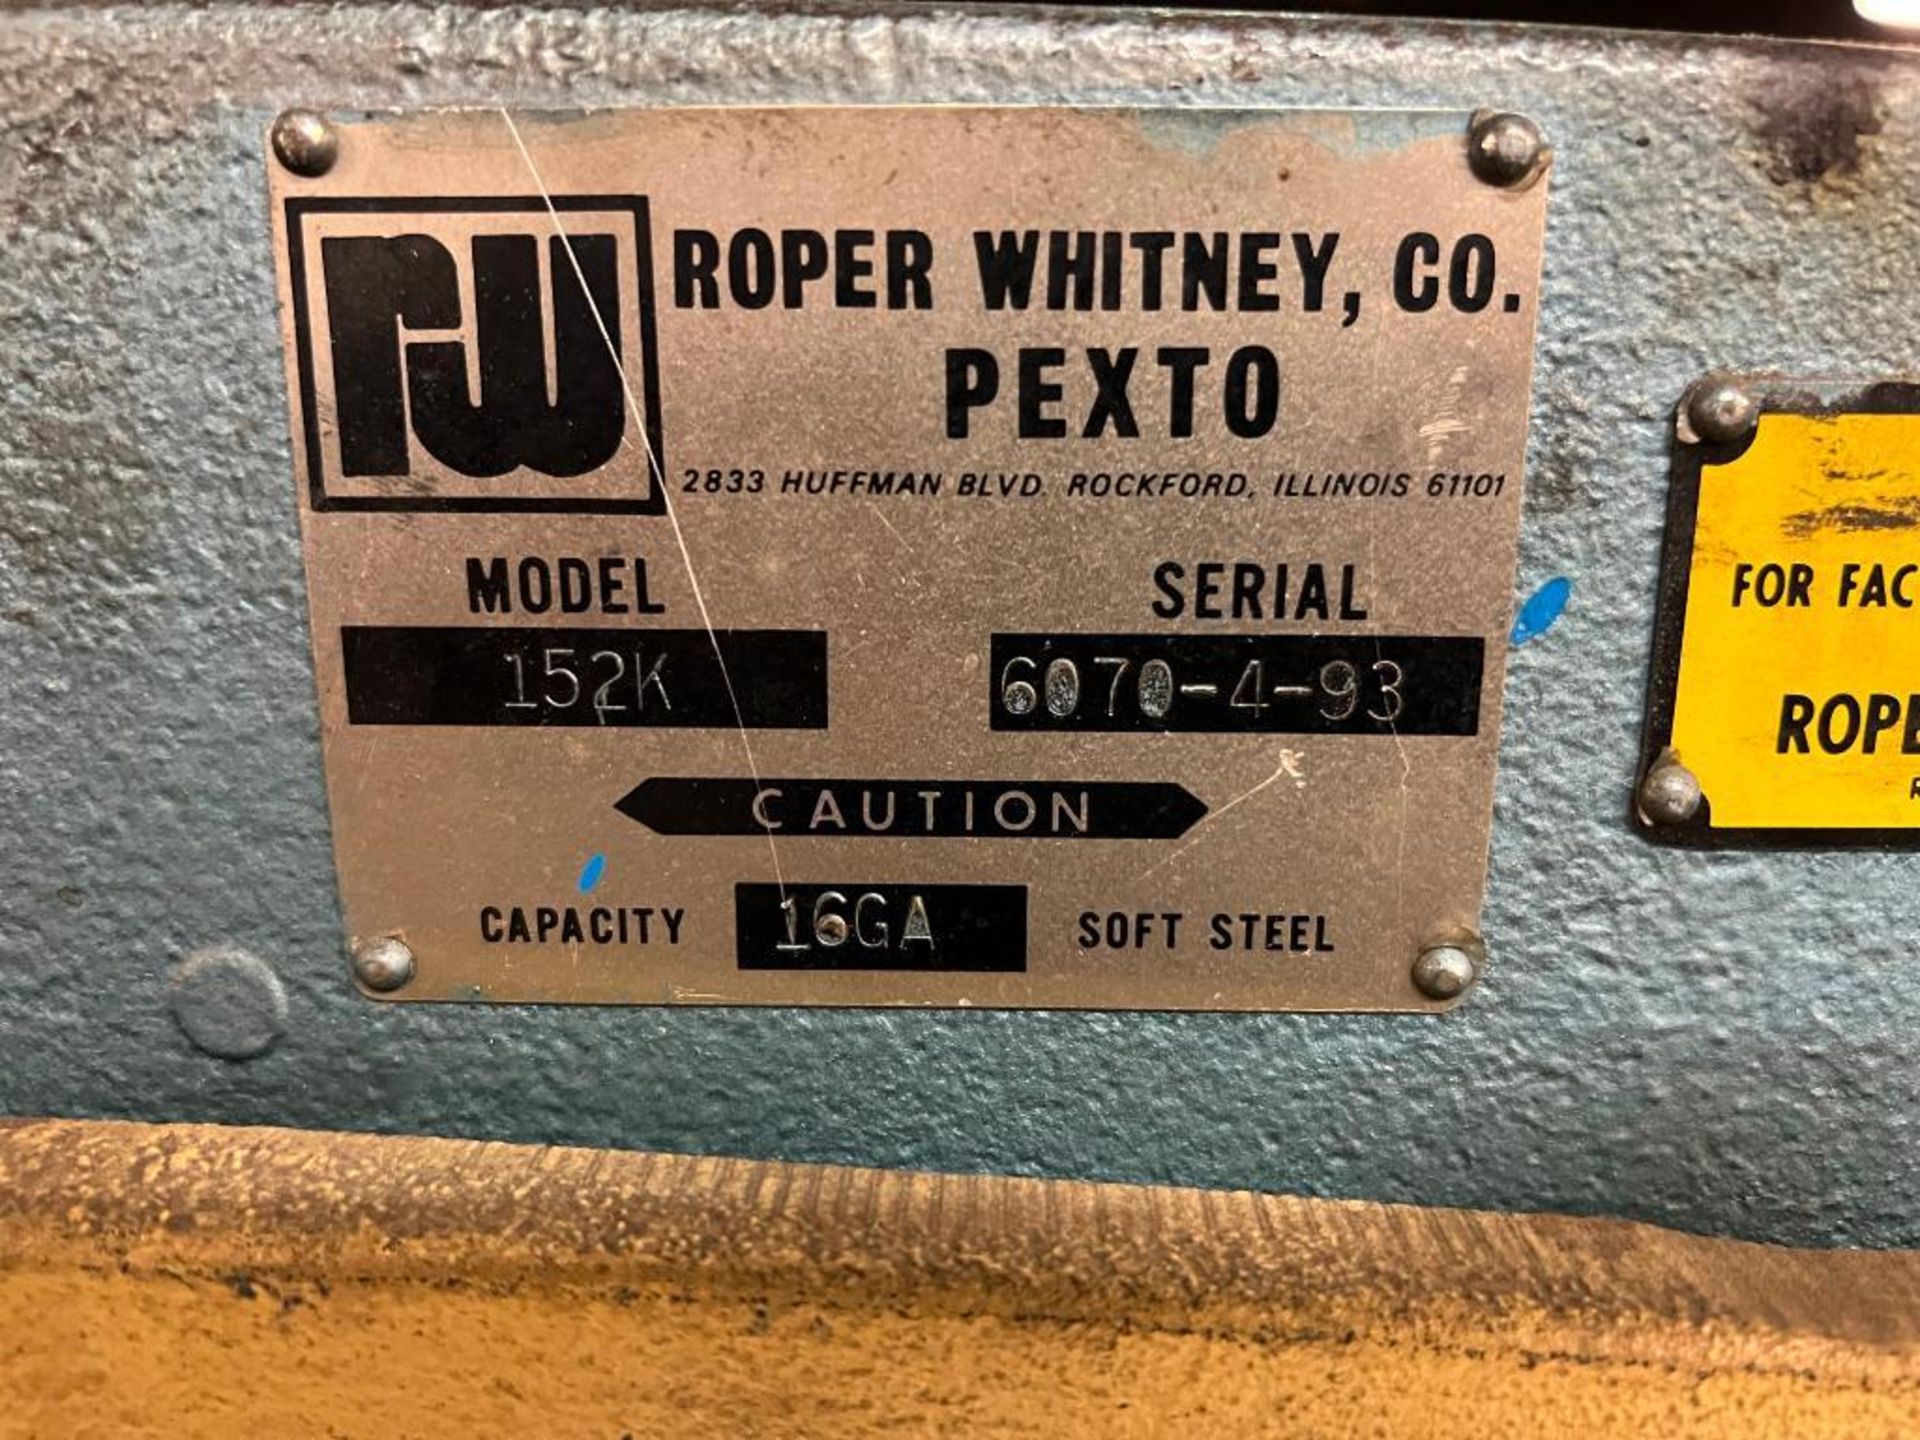 rw
ROPER WHITNEY, CO.
PEXTO
2833 HUFFMAN BLVD. ROCKFORD, ILLINOIS 61101
MODEL SERIAL
152K 6070-4-93
CAUTION
CAPACITY 16GA SOFT STEEL
FOR FAC
ROPE